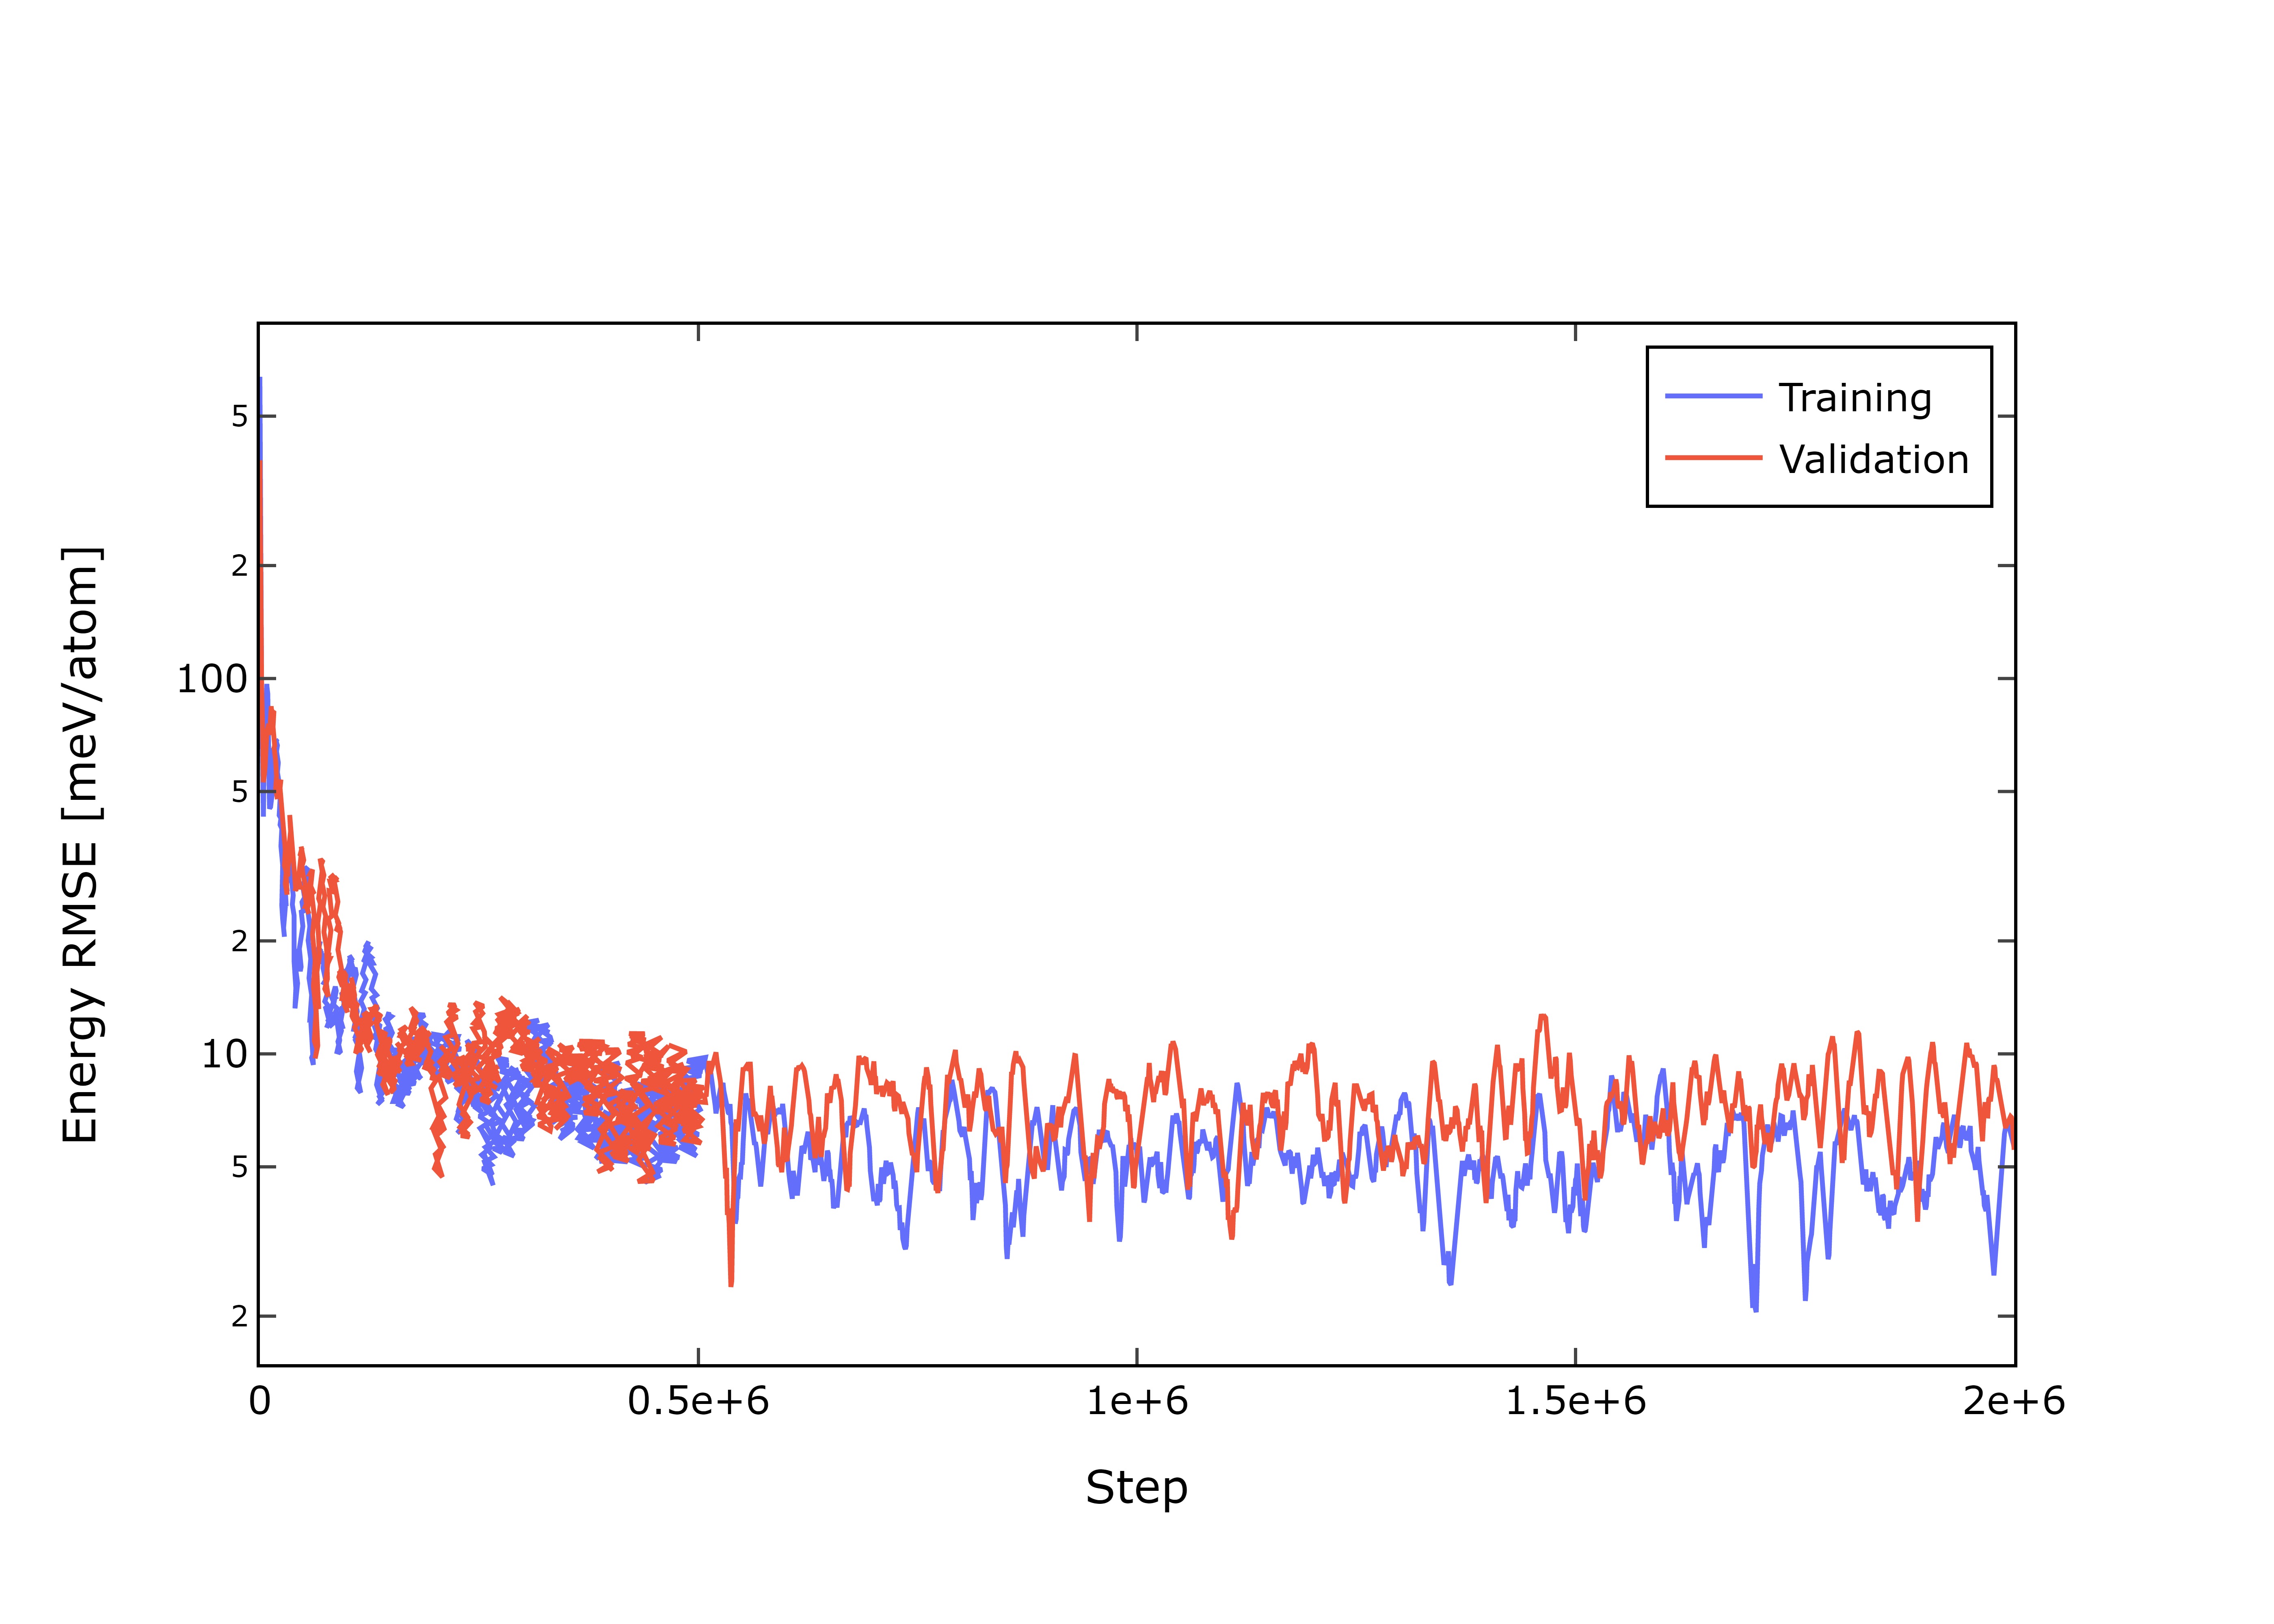 Training
Validation
5
2
100
5
2
10
5
2
Energy RMSE [meV/atom]
0
0.5e+6
1e+6
1.5e+6
2e+6
Step